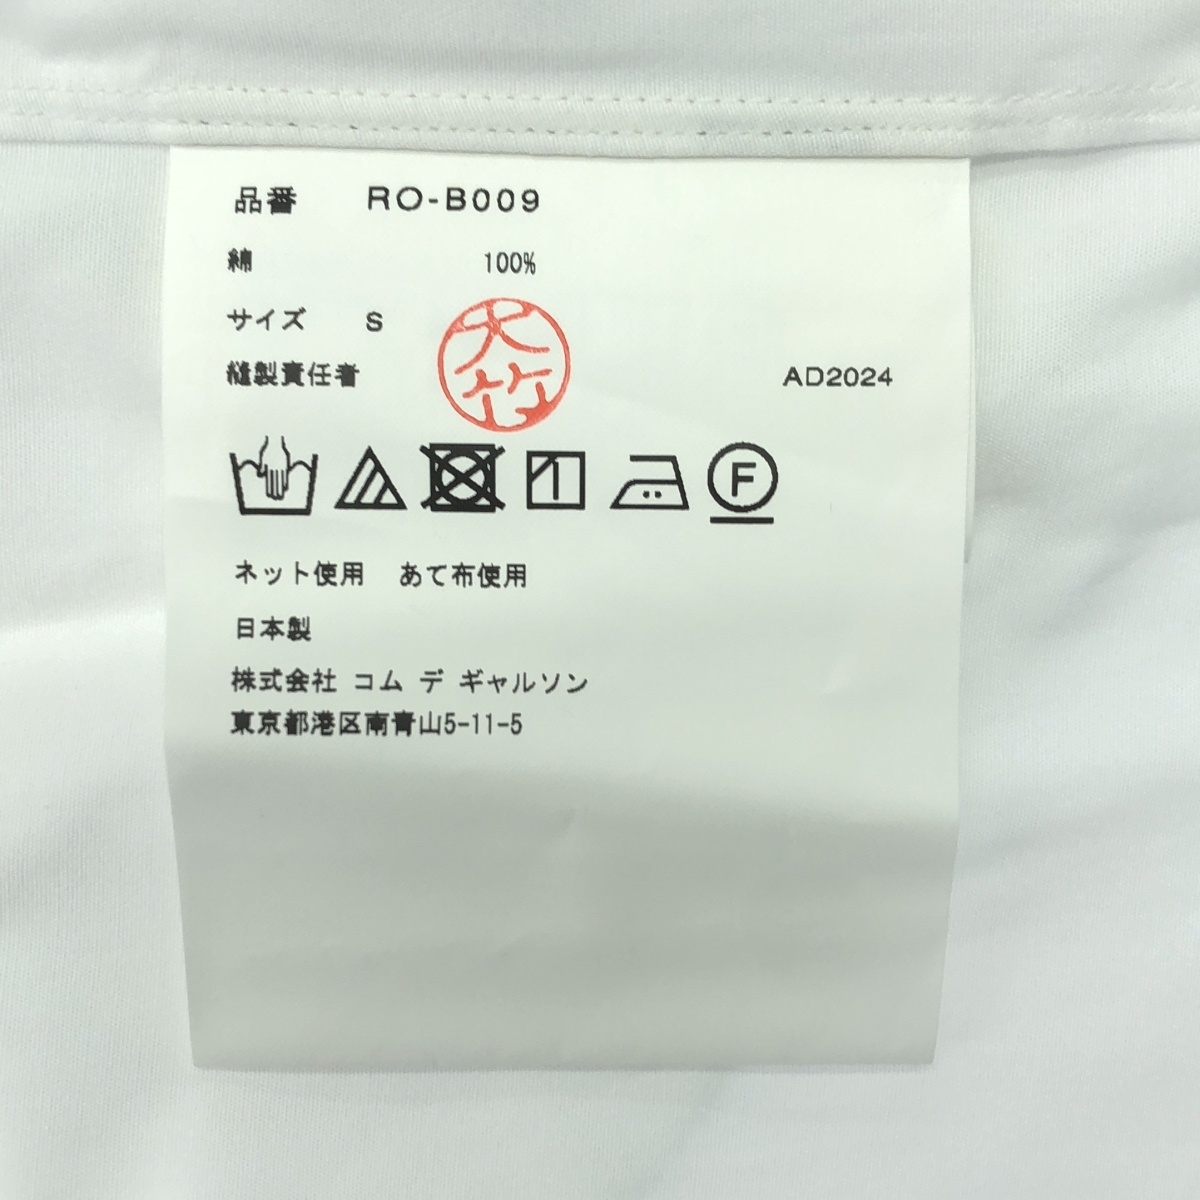 品番 RO-B009
綿 100%
サイズ S
縫製責任者 大竹 AD2024
F
ネット使用 あて布使用
日本製
株式会社 コム デ ギャルソン
東京都港区南青山5-11-5